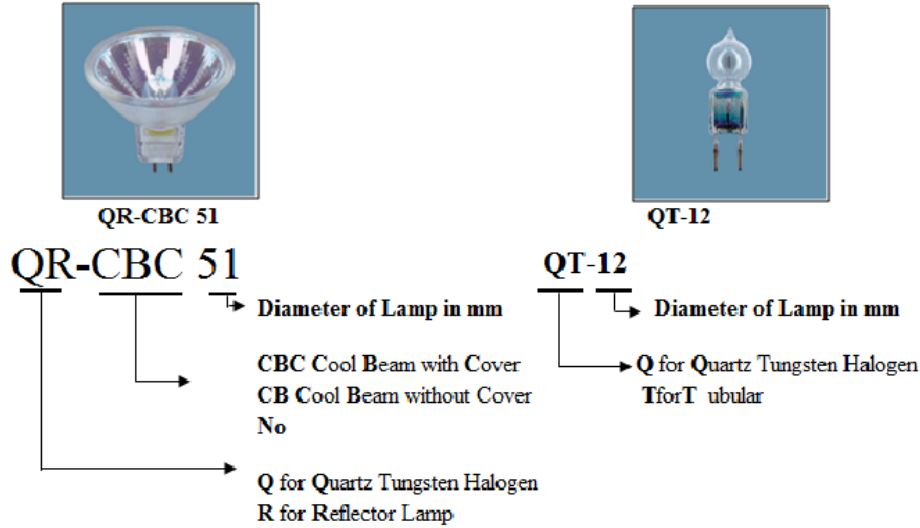 QR-CBC 51
QT-12
QR-CBC 51
QT-12
Diameter of Lamp in mm
Diameter of Lamp in mm
CBC Cool Beam with Cover
CB Cool Beam without Cover
No
Q for Quartz Tungsten Halogen
TforT ubular
Q for Quartz Tungsten Halogen
R for Reflector Lamp